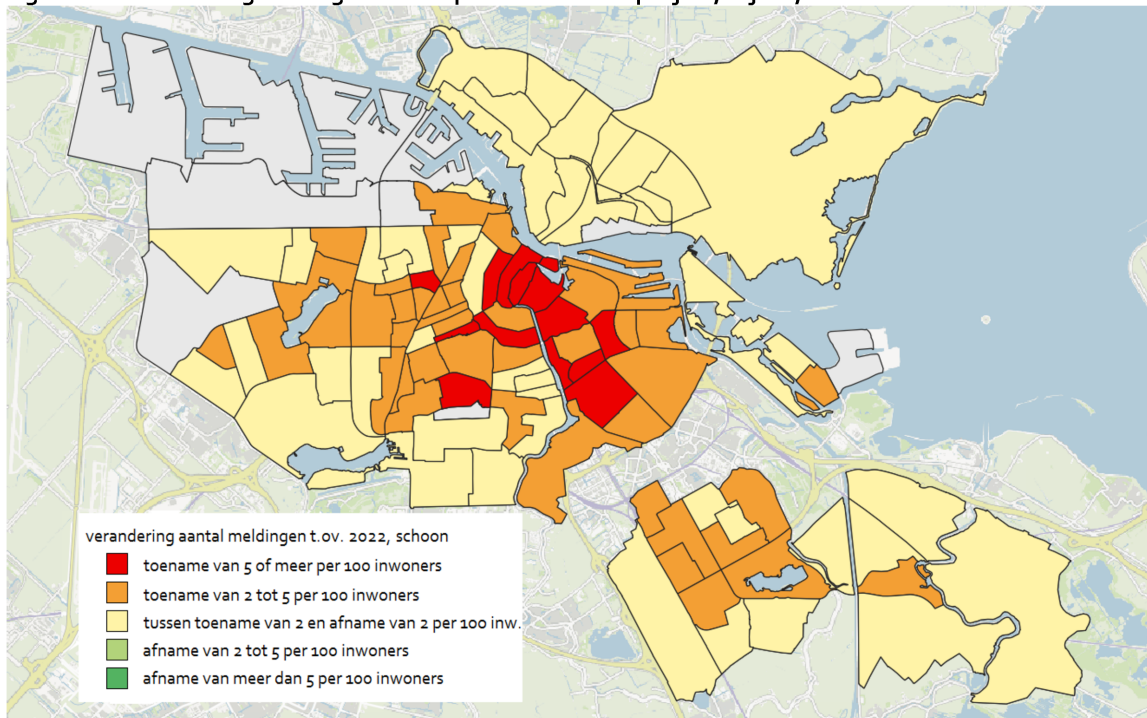 verandering aantal meldingen t.ov. 2022, schoon
toename van 5 of meer per 100 inwoners
toename van 2 tot 5 per 100 inwoners
tussen toename van 2 en afname van 2 per 100 inw.
afname van 2 tot 5 per 100 inwoners
afname van meer dan 5 per 100 inwoners